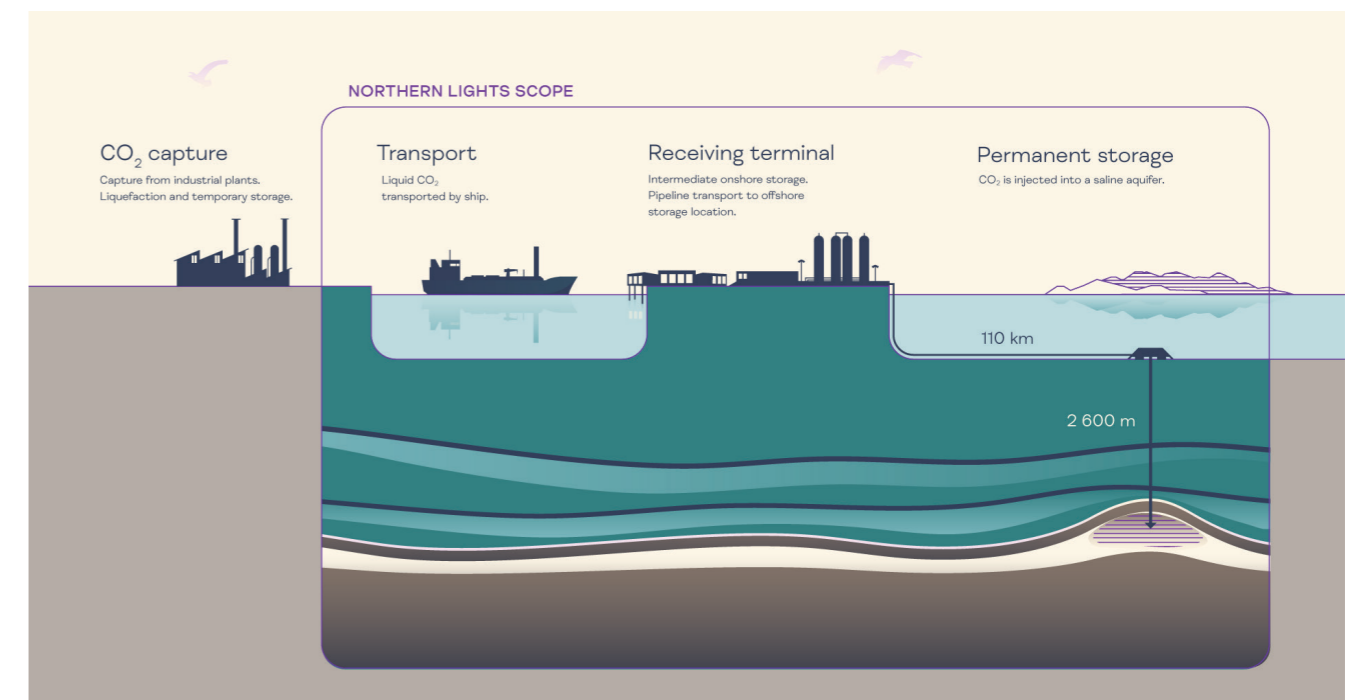 NORTHERN LIGHTS SCOPE
CO₂ capture
Capture from industrial plants.
Liquefaction and temporary storage.
Transport
Liquid CO₂
transported by ship.
Receiving terminal
Intermediate onshore storage.
Pipeline transport to offshore
storage location.
Permanent storage
CO₂ is injected into a saline aquifer.
110 km
2 600 m